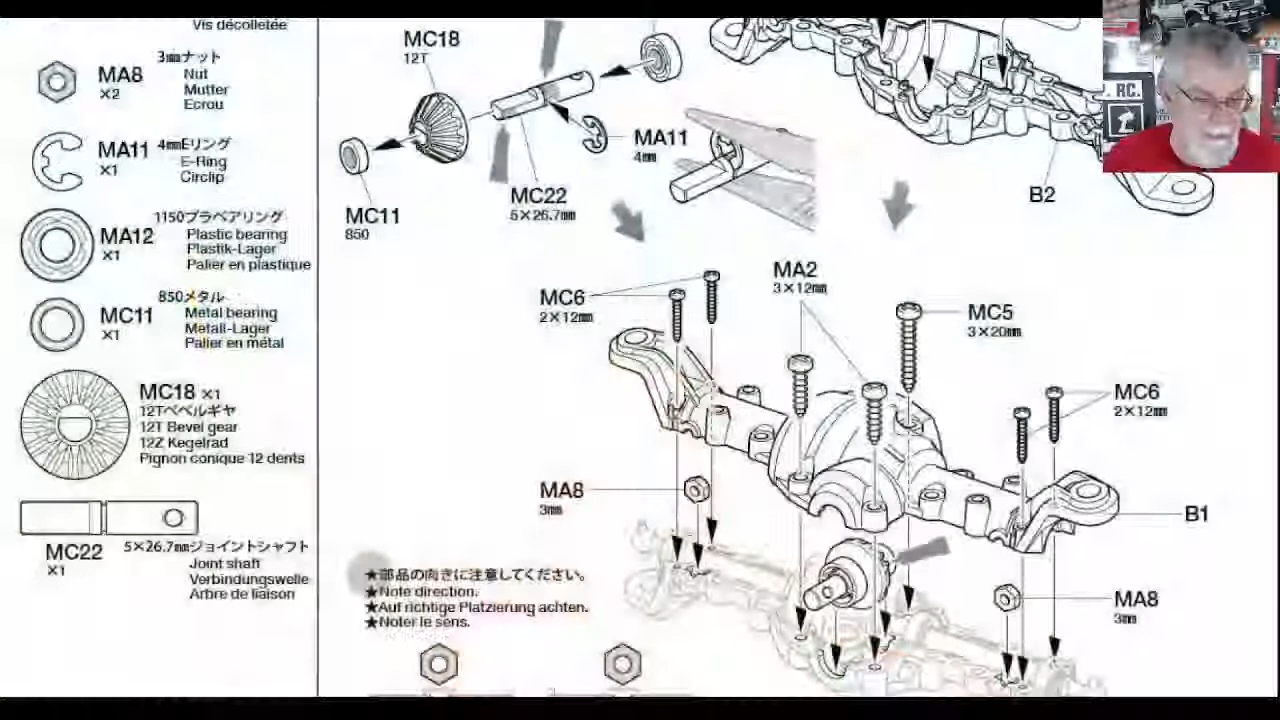 Vis décolletée
MA8
×2
3mmナット
Nut
Mutter
Ecrou
MA11
×1
4mmEリング
E-Ring
Circlip
MA12
×1
1150プラベアリング
Plastic bearing
Plastik-Lager
Palier en plastique
MC11
×1
850メタル
Metal bearing
Metall-Lager
Palier en métal
MC18 ×1
12Tベベルギヤ
12T Bevel gear
12Z Kegelrad
Pignon conique 12 dents
MC22
×1
5×26.7mmジョイントシャフト
Joint shaft
Verbindungswelle
Arbre de liaison
MC18
12T
MA11
4mm
MC22
5×26.7mm
MC11
850
B2
. RC.
MC6
2×12mm
MA2
3×12mm
MC5
3×20mm
MC6
2×12mm
MA8
3mm
B1
MA8
3mm
★部品の向きに注意してください。
★Note direction.
★Auf richtige Platzierung achten.
★Noter le sens.